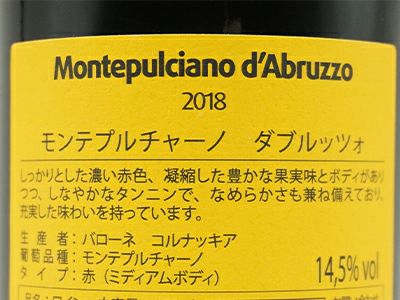 Montepulciano d'Abruzzo
2018
モンテプルチャーノ　ダブルッツォ
しっかりとした濃い赤色、凝縮した豊かな果実味とボディがあり
つつ、しなやかなタンニンで、なめらかさも兼ね備えており、
充実した味わいを持っています。
生 産 者：バローネ　コルナッキア
葡萄品種：モンテプルチャーノ
タ イ プ：赤（ミディアムボディ）　14,5% vol